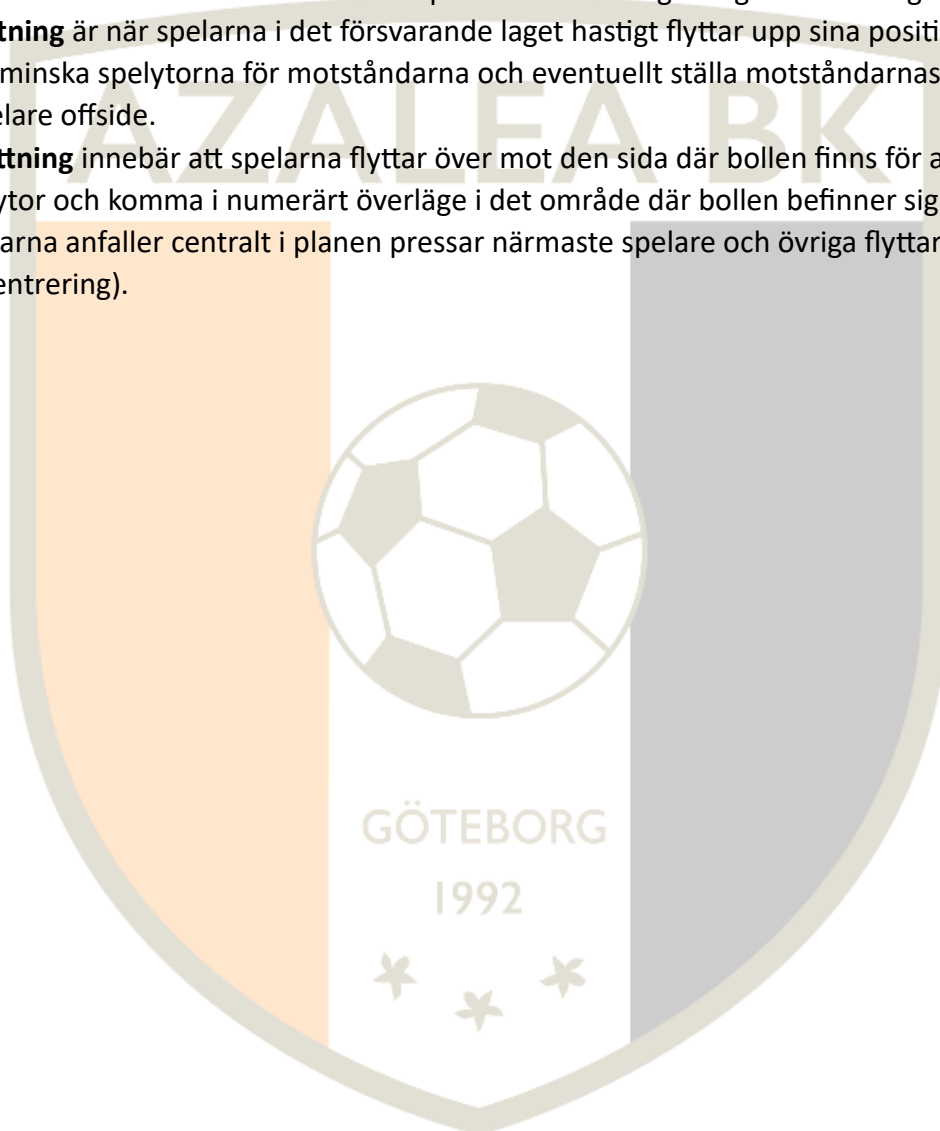 ttning är när spelarna i det försvarande laget hastigt flyttar upp sina positi
minska spelytorna för motståndarna och eventuellt ställa motståndarnas
elare offside.
ttning innebär att spelarna flyttar över mot den sida där bollen finns för a
ytor och komma i numerärt överläge i det område där bollen befinner sig
arna anfaller centralt i planen pressar närmaste spelare och övriga flyttar
entrering).
AZALEA BK
GÖTEBORG
1992